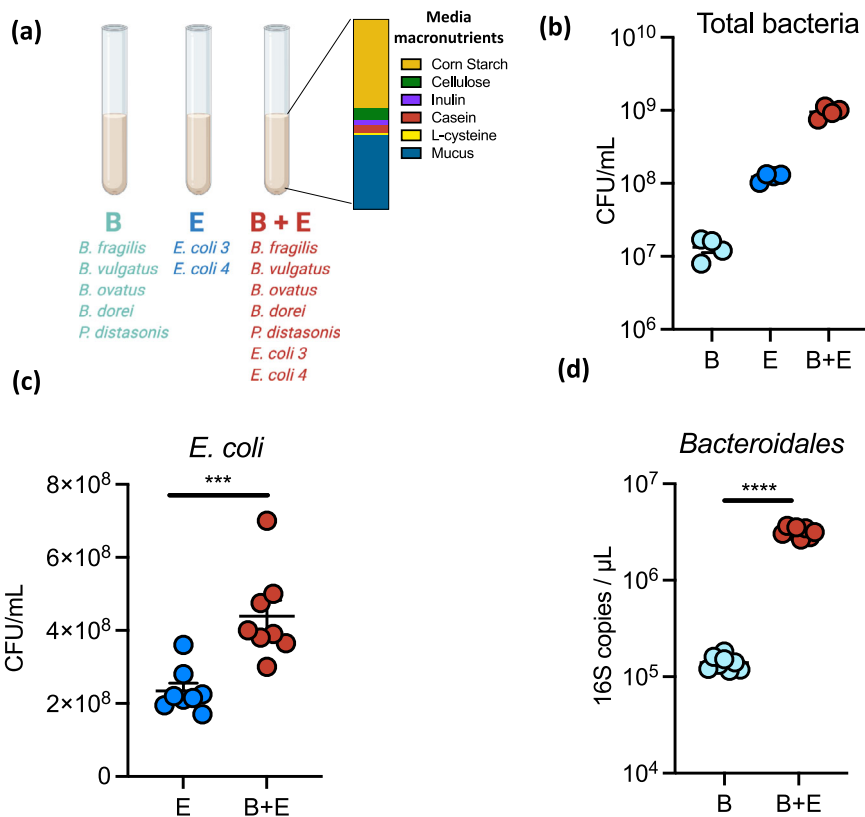 (a)
Media
macronutrients
Corn Starch
Cellulose
Inulin
Casein
L-cysteine
Mucus
B
B. fragilis
B. vulgatus
B. ovatus
B. dorei
P. distasonis
E
E. coli 3
E. coli 4
B + E
B. fragilis
B. vulgatus
B. ovatus
B. dorei
P. distasonis
E. coli 3
E. coli 4
(b)
Total bacteria
CFU/mL
10¹⁰
10⁹
10⁸
10⁷
10⁶
B E B+E
(c)
E. coli
***
CFU/mL
8×10⁸
6×10⁸
4×10⁸
2×10⁸
0
E B+E
(d)
Bacteroidales
****
16S copies / µL
10⁷
10⁶
10⁵
10⁴
B B+E